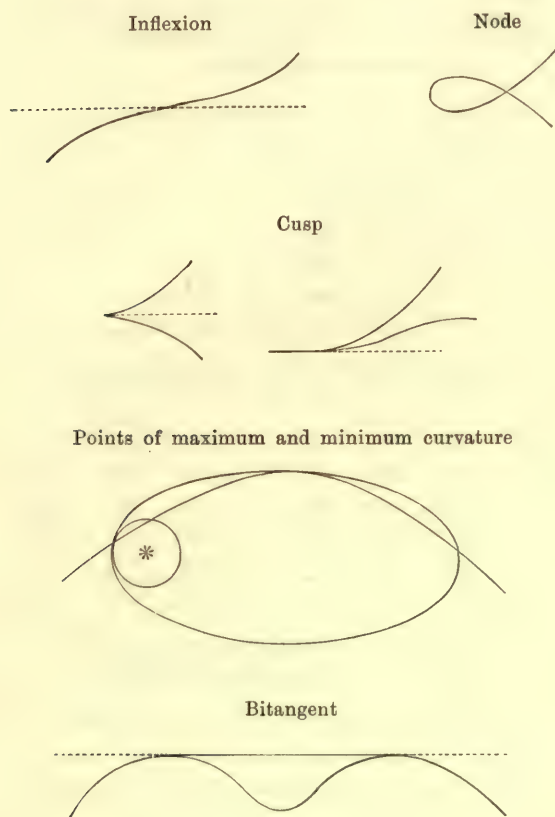 Inflexion
Node
Cusp
Points of maximum and minimum curvature
Bitangent